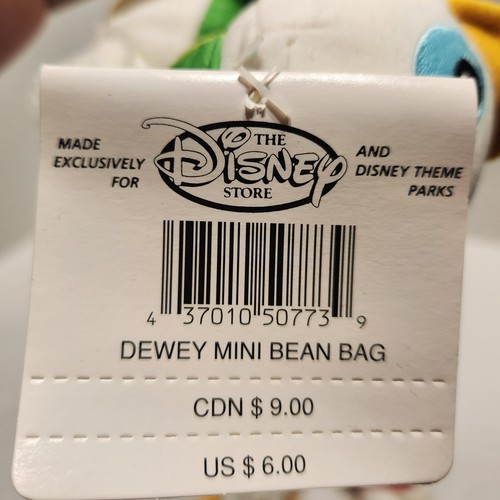 MADE
EXCLUSIVELY
FOR
THE
Disney
STORE
AND
DISNEY THEME
PARKS
4 37010 50773 9
DEWEY MINI BEAN BAG
CDN $ 9.00
US $ 6.00